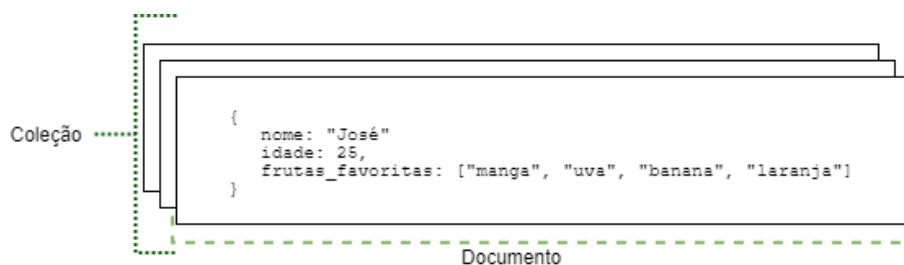 {
nome: "José"
idade: 25,
Coleção
frutas_favoritas: ["manga", "uva", "banana", "laranja"]
}
Documento